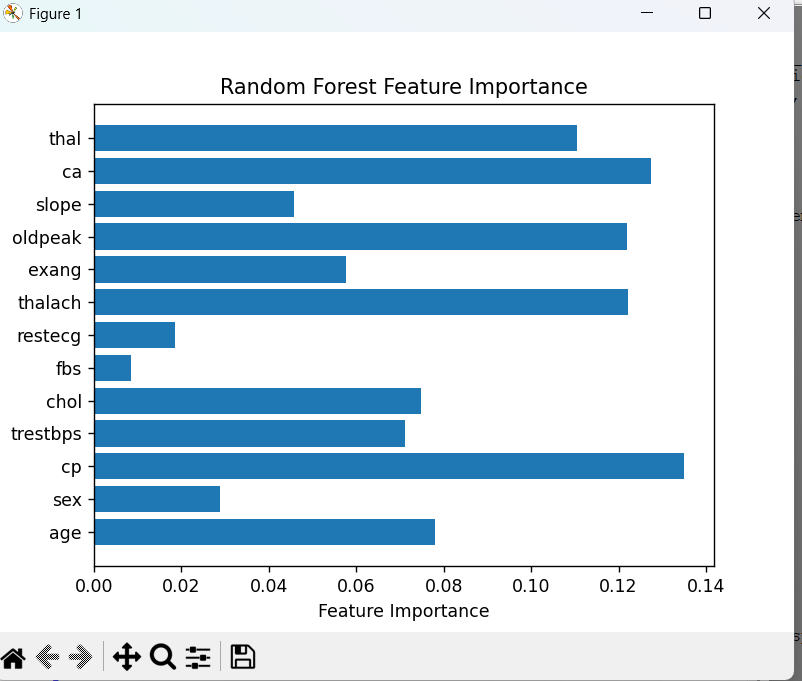 Figure 1
Random Forest Feature Importance
thal
ca
slope
oldpeak
exang
thalach
restecg
fbs
chol
trestbps
cp
sex
age
0.00 0.02 0.04 0.06 0.08 0.10 0.12 0.14
Feature Importance